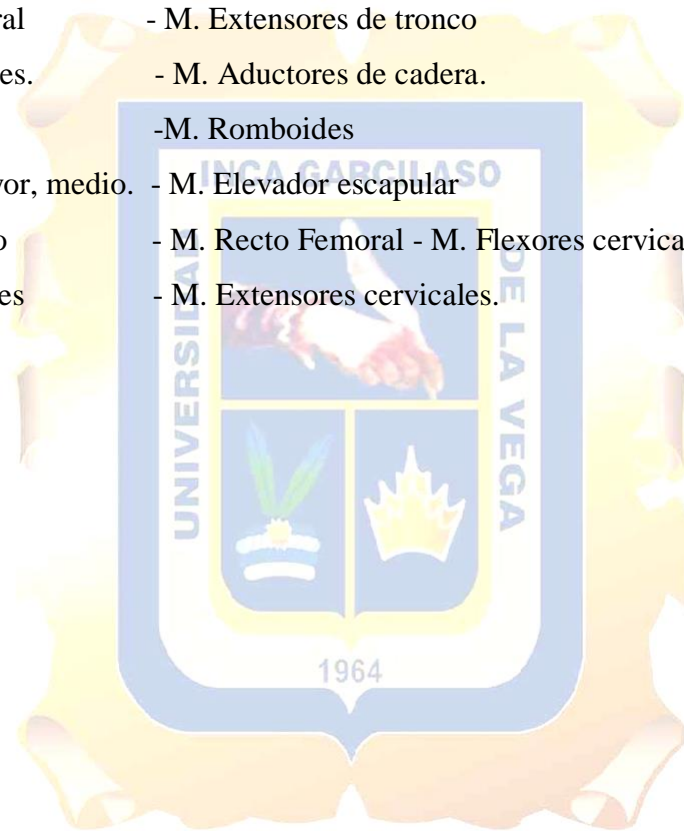 ral - M. Extensores de tronco
es. - M. Aductores de cadera.
-M. Romboides
yor, medio. - M. Elevador escapular
o - M. Recto Femoral - M. Flexores cervica
es - M. Extensores cervicales.
INCA GARCILASO
UNIVERSIDAD
DE LA VEGA
1964